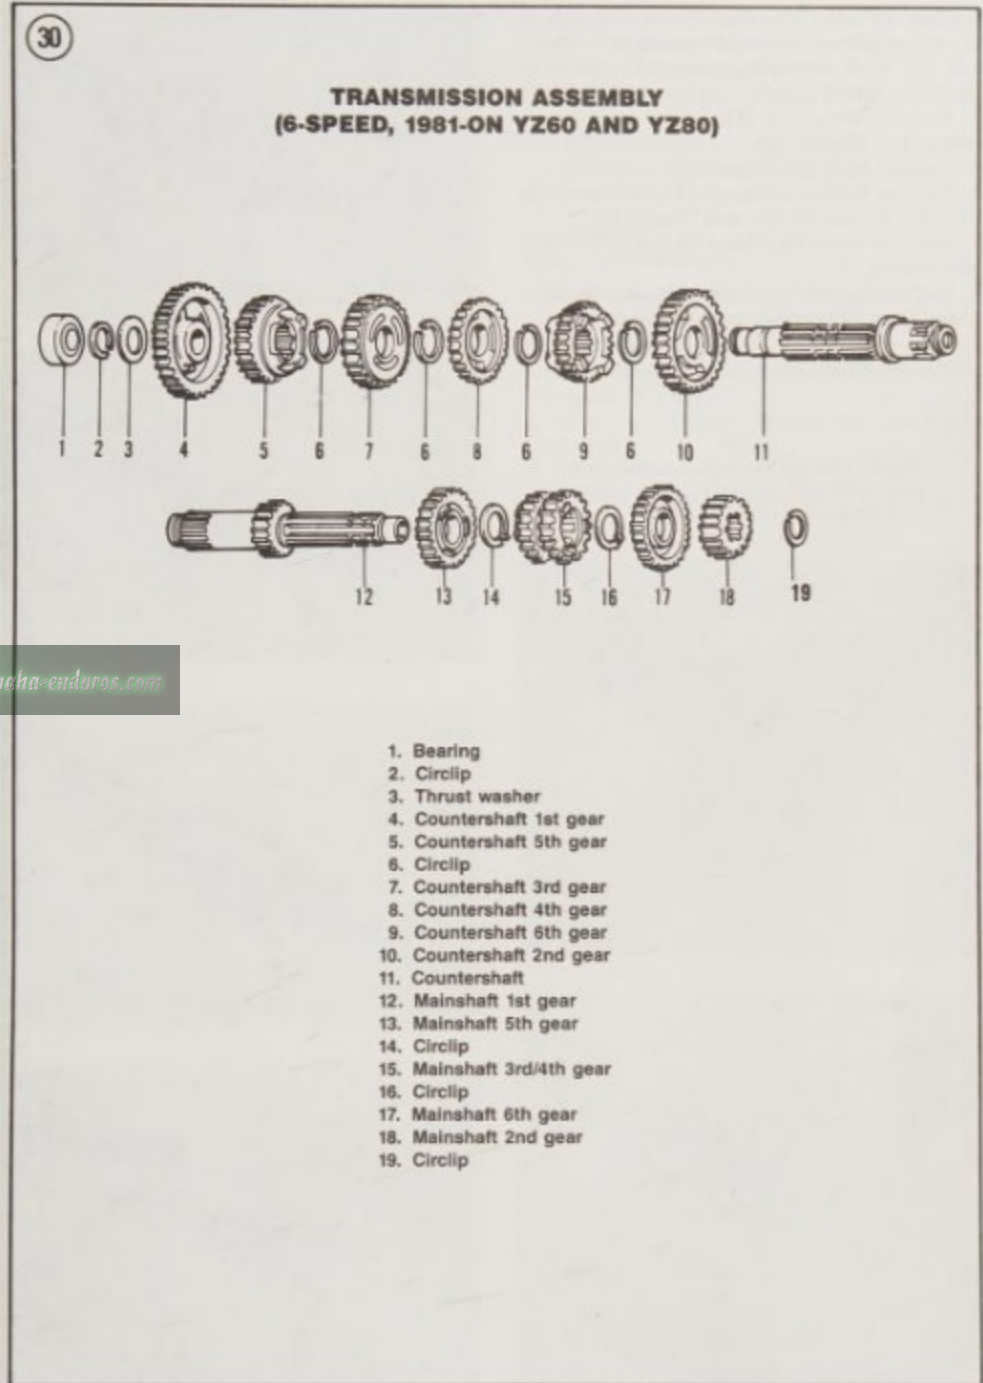 30
TRANSMISSION ASSEMBLY
(6-SPEED, 1981-ON YZ60 AND YZ80)
1 2 3 4 5 6 7 6 8 6 9 6 10 11
12 13 14 15 16 17 18 19
aha-enduros.com
1. Bearing
2. Circlip
3. Thrust washer
4. Countershaft 1st gear
5. Countershaft 5th gear
6. Circlip
7. Countershaft 3rd gear
8. Countershaft 4th gear
9. Countershaft 6th gear
10. Countershaft 2nd gear
11. Countershaft
12. Mainshaft 1st gear
13. Mainshaft 5th gear
14. Circlip
15. Mainshaft 3rd/4th gear
16. Circlip
17. Mainshaft 6th gear
18. Mainshaft 2nd gear
19. Circlip